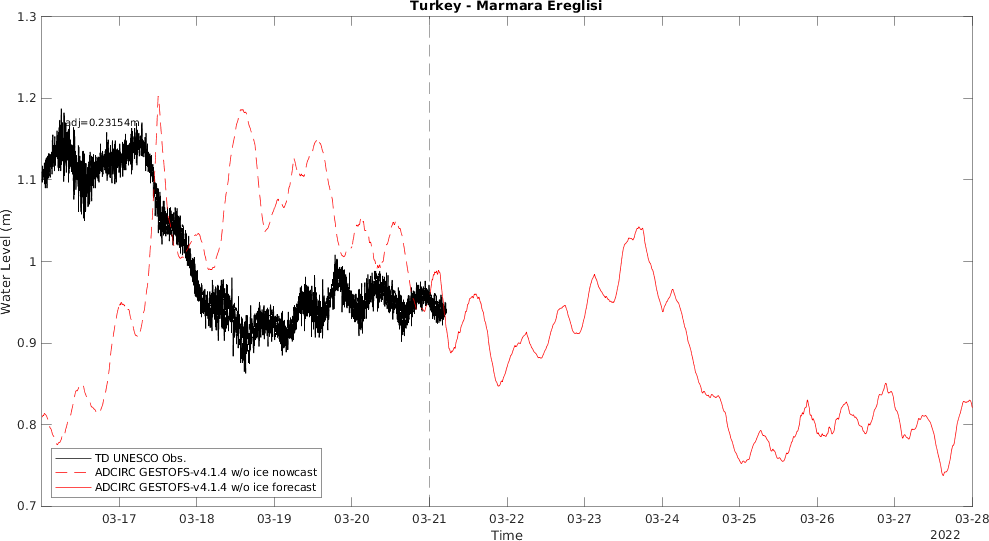 Turkey - Marmara Ereglisi
1.3
1.2
1.1
1
0.9
0.8
0.7
Water Level (m)
adj=0.23154m
TD UNESCO Obs.
ADCIRC GESTOFS-v4.1.4 w/o ice nowcast
ADCIRC GESTOFS-v4.1.4 w/o ice forecast
03-17 03-18 03-19 03-20 03-21 03-22 03-23 03-24 03-25 03-26 03-27 03-28
Time
2022